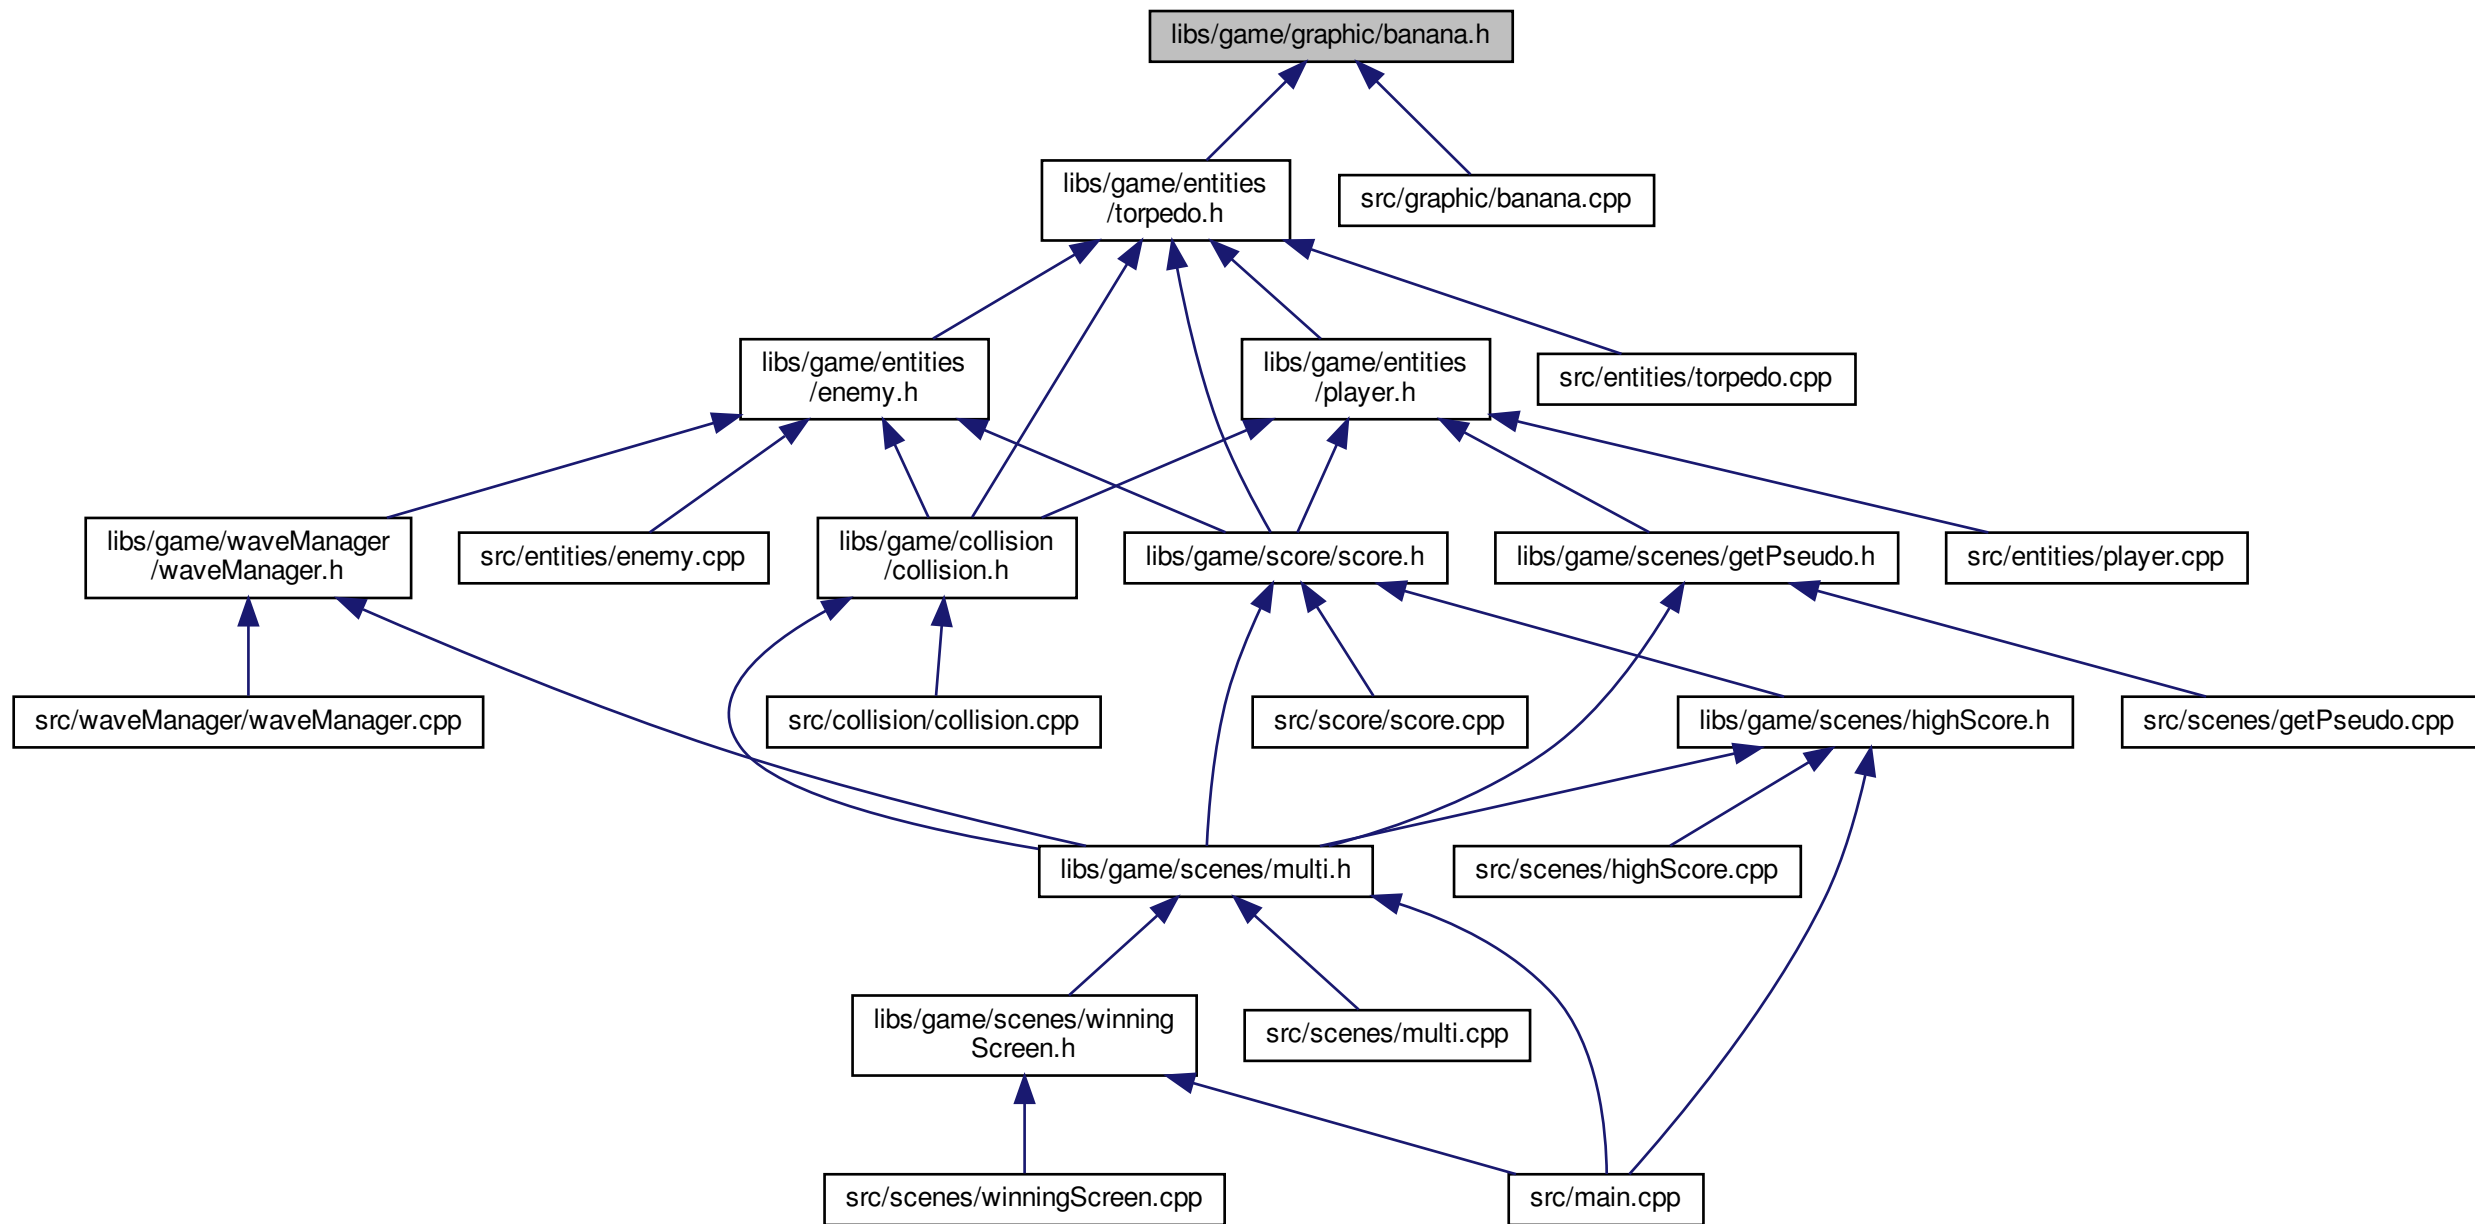 libs/game/graphic/banana.h
libs/game/entities
/torpedo.h
src/graphic/banana.cpp
libs/game/entities
/enemy.h
libs/game/entities
/player.h
src/entities/torpedo.cpp
libs/game/waveManager
/waveManager.h
src/entities/enemy.cpp
libs/game/collision
/collision.h
libs/game/score/score.h
libs/game/scenes/getPseudo.h
src/entities/player.cpp
src/waveManager/waveManager.cpp
src/collision/collision.cpp
src/score/score.cpp
libs/game/scenes/highScore.h
src/scenes/getPseudo.cpp
libs/game/scenes/multi.h
src/scenes/highScore.cpp
libs/game/scenes/winning
Screen.h
src/scenes/multi.cpp
src/scenes/winningScreen.cpp
src/main.cpp